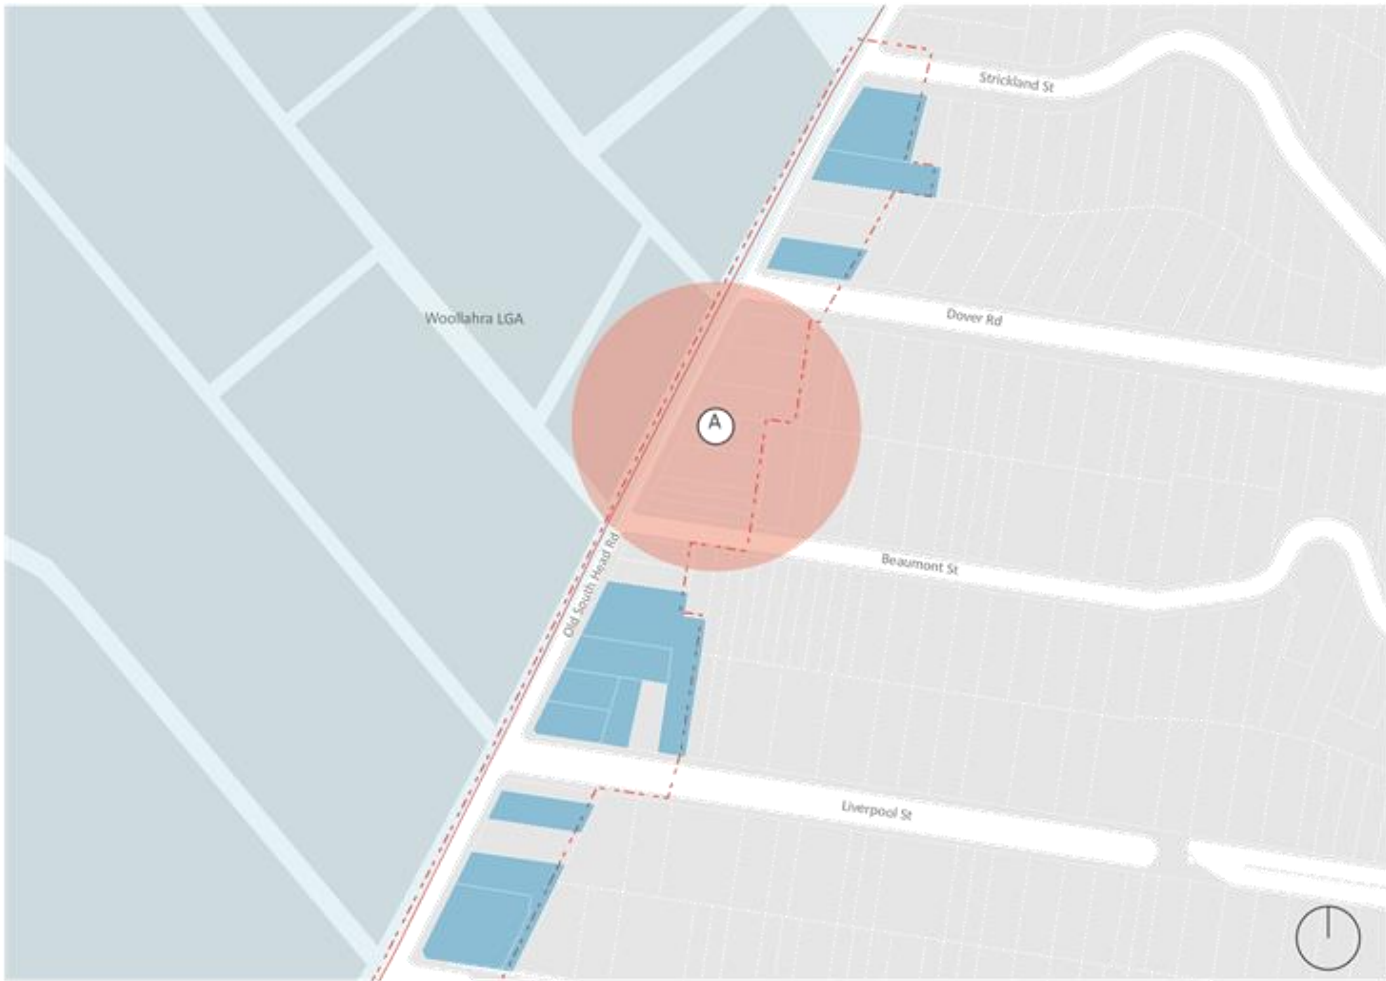 Strickland St
Woollahra LGA
Dover Rd
A
Old South Head Rd
Beaumont St
Liverpool St